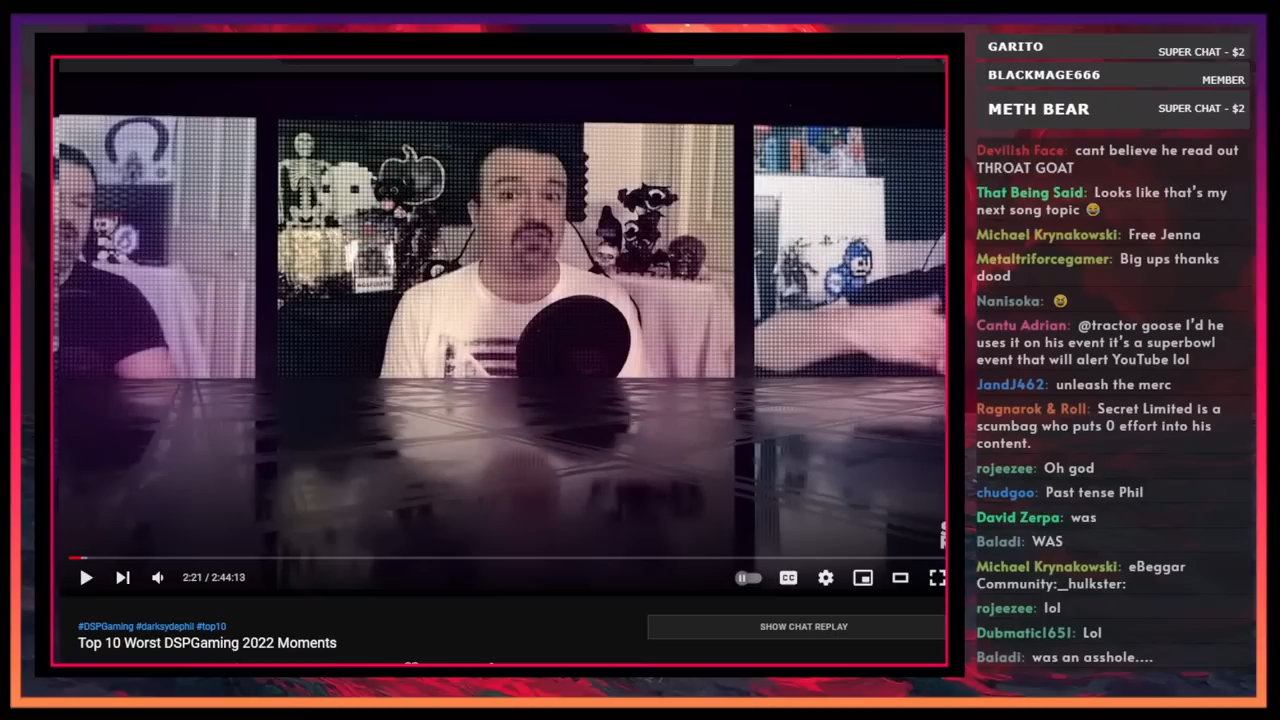 GARITO
SUPER CHAT - $2
BLACKMAGE666
MEMBER
METH BEAR
SUPER CHAT - $2
Devilish Face: cant believe he read out
THROAT GOAT
That Being Said: Looks like that's my
next song topic 😆
Michael Krynakowski: Free Jenna
Metaltriforcegamer: Big ups thanks
dood
Nanisoka: 😆
Cantu Adrian: @tractor goose I'd he
uses it on his event it's a superbowl
event that will alert YouTube lol
JandJ462: unleash the merc
Ragnarok & Roll: Secret Limited is a
scumbag who puts 0 effort into his
content.
rojeezee: Oh god
chudgoo: Past tense Phil
David Zerpa: was
Baladi: WAS
Michael Krynakowski: eBeggar
Community:_hulkster:
rojeezee: lol
Dubmatic1651: Lol
Baladi: was an asshole....
2:21 / 2:44:13
CC
#DSPGaming #darksydephil #top10
Top 10 Worst DSPGaming 2022 Moments
SHOW CHAT REPLAY